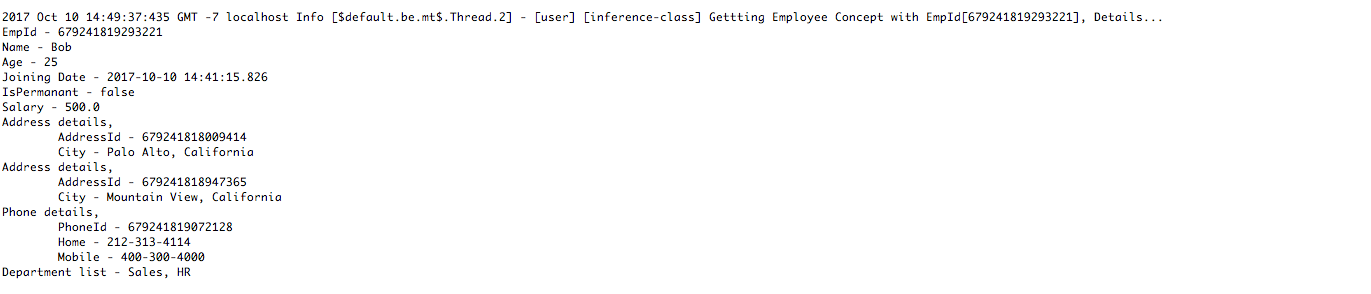 2017 Oct 10 14:49:37:435 GMT -7 localhost Info [$default.be.mt$.Thread.2] - [user] [inference-class] Gettting Employee Concept with EmpId[679241819293221], Details...
EmpId - 679241819293221
Name - Bob
Age - 25
Joining Date - 2017-10-10 14:41:15.826
IsPermanant - false
Salary - 500.0
Address details,
AddressId - 679241818009414
City - Palo Alto, California
Address details,
AddressId - 679241818947365
City - Mountain View, California
Phone details,
PhoneId - 679241819072128
Home - 212-313-4114
Mobile - 400-300-4000
Department list - Sales, HR